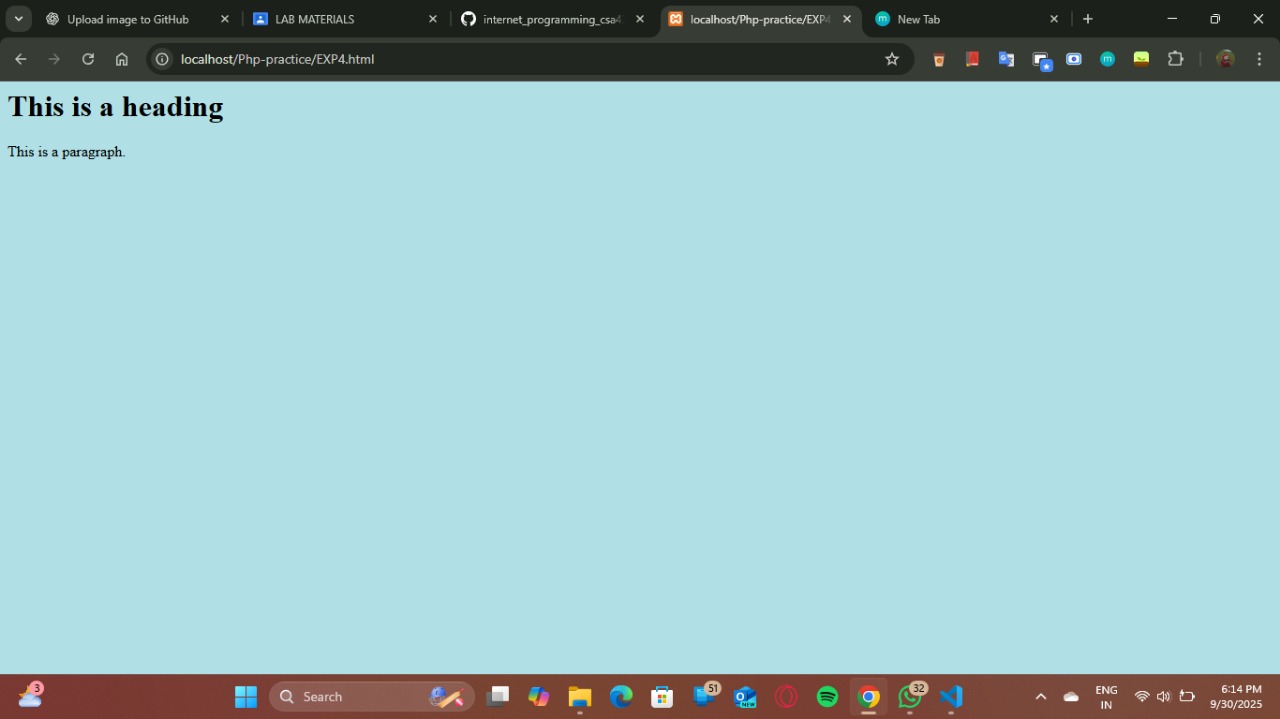 Upload image to GitHub
LAB MATERIALS
internet_programming_csa4
localhost/Php-practice/EXP4
New Tab
localhost/Php-practice/EXP4.html
This is a heading
This is a paragraph.
3
Search
NEW
51
32
ENG
IN
6:14 PM
9/30/2025